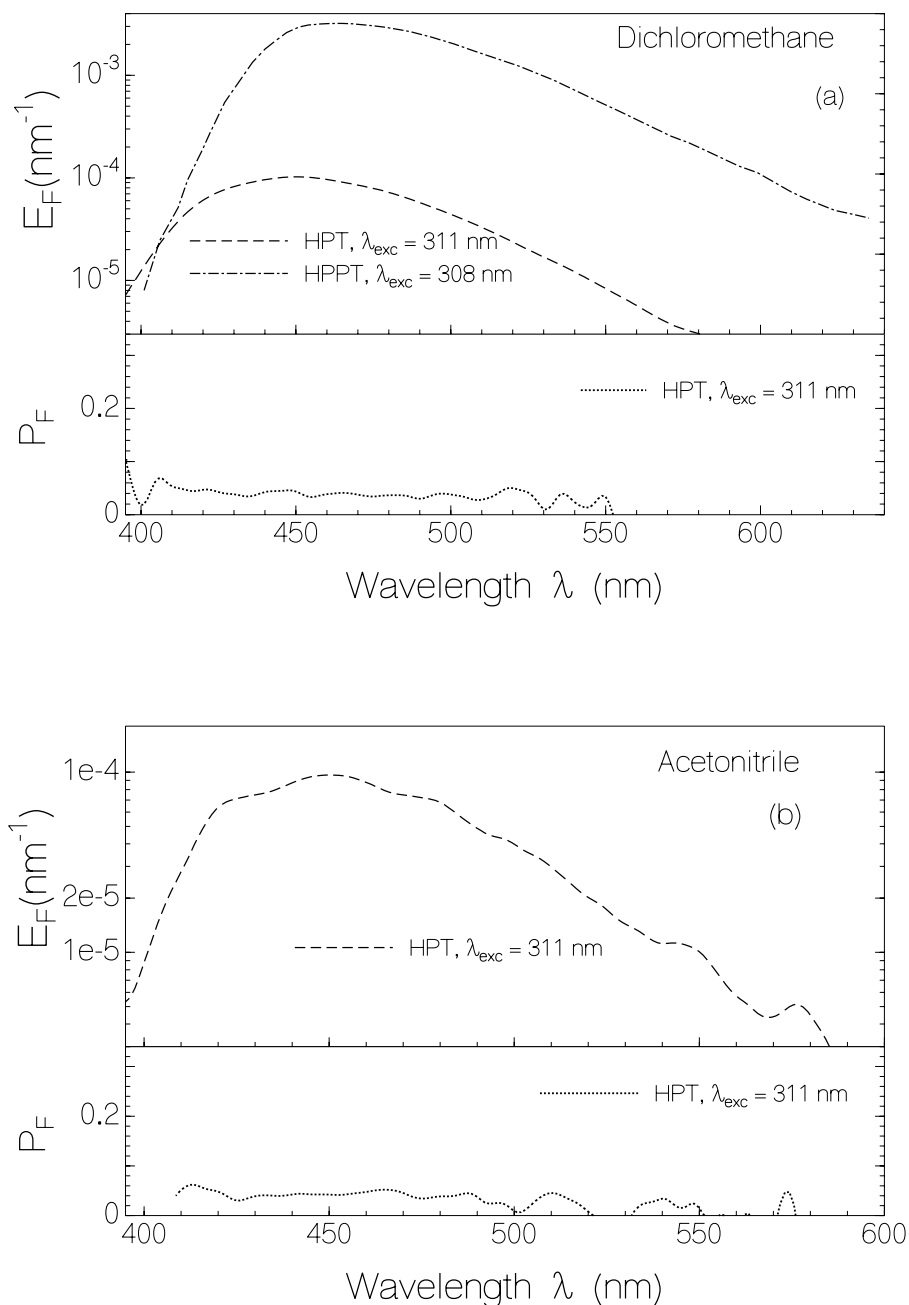 Dichloromethane
(a)
E_F(nm^-1)
10^-3
10^-4
10^-5
HPT, λ_exc = 311 nm
HPPT, λ_exc = 308 nm
HPT, λ_exc = 311 nm
P_F
0.2
0
400 450 500 550 600
Wavelength λ (nm)
Acetonitrile
(b)
E_F(nm^-1)
1e-4
2e-5
1e-5
HPT, λ_exc = 311 nm
HPT, λ_exc = 311 nm
P_F
0.2
0
400 450 500 550 600
Wavelength λ (nm)